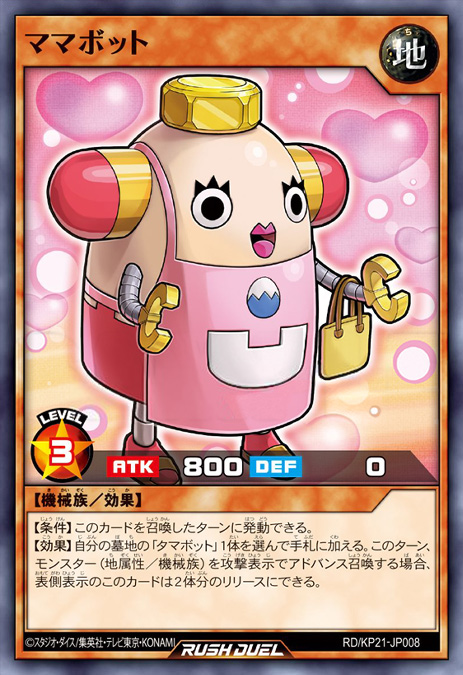 ママボット
地
LEVEL
3
ATK 800 DEF 0
【機械族/効果】
【条件】このカードを召喚したターンに発動できる。
【効果】自分の墓地の「タマボット」1体を選んで手札に加える。このターン、
モンスター(地属性/機械族)を攻撃表示でアドバンス召喚する場合、
表側表示のこのカードは2体分のリリースにできる。
©スタジオ・ダイス/集英社・テレビ東京・KONAMI
RUSH DUEL
RD/KP21-JP008